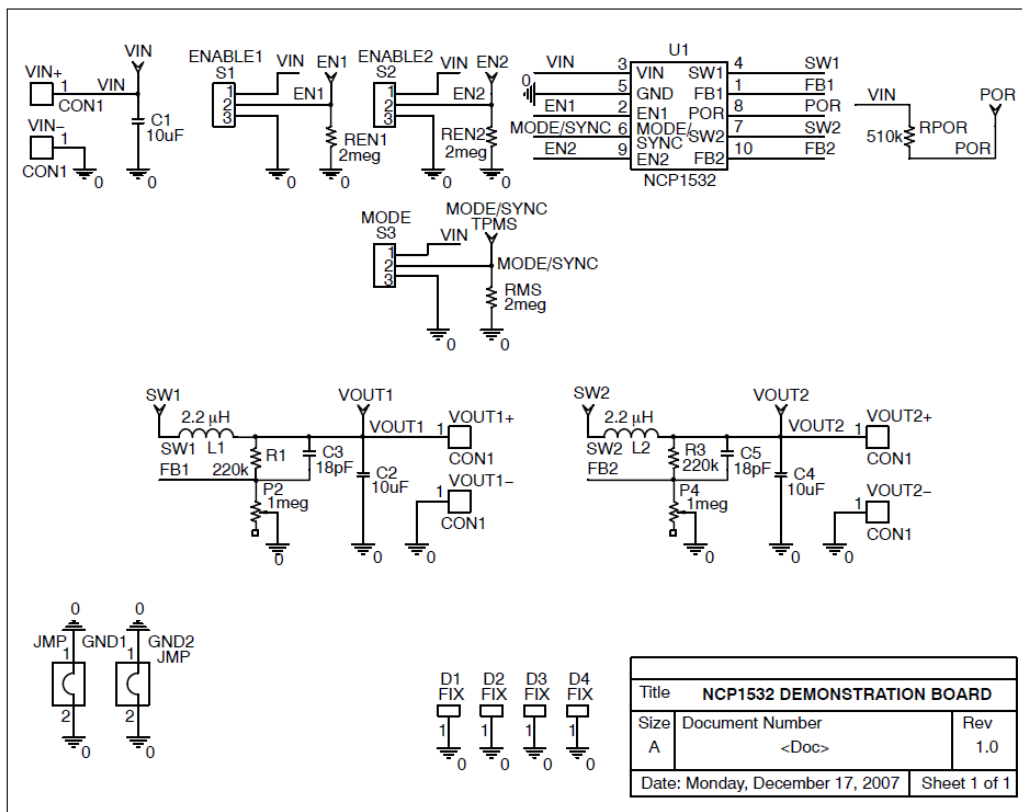 VIN
VIN+
1
VIN
CON1
C1
10uF
VIN−
1
CON1
0
0
ENABLE1
S1
VIN
EN1
1
2
3
EN1
REN1
2meg
0
0
ENABLE2
S2
VIN
EN2
1
2
3
EN2
REN2
2meg
0
0
U1
VIN 3 VIN SW1 4 SW1
0 5 GND FB1 1 FB1
EN1 2 EN1 POR 8 POR
MODE/SYNC 6 MODE/SYNC SW2 7 SW2
EN2 9 EN2 FB2 10 FB2
NCP1532
VIN
POR
510k
RPOR
POR
MODE
S3
VIN
MODE/SYNC
TPMS
1
2
3
MODE/SYNC
RMS
2meg
0
0
SW1
2.2 µH
SW1 L1
FB1
220k
R1
C3
18pF
P2
1meg
0
VOUT1
VOUT1
C2
10uF
0
VOUT1+
1
CON1
VOUT1−
1
CON1
0
SW2
2.2 µH
SW2 L2
FB2
R3
220k
C5
18pF
P4
1meg
0
VOUT2
VOUT2
C4
10uF
0
VOUT2+
1
CON1
VOUT2−
1
CON1
0
0
JMP GND1
1
2
0
0
GND2
JMP
1
2
0
D1
FIX
1
0
D2
FIX
1
0
D3
FIX
1
0
D4
FIX
1
0
Title NCP1532 DEMONSTRATION BOARD
Size Document Number Rev
A <Doc> 1.0
Date: Monday, December 17, 2007 Sheet 1 of 1